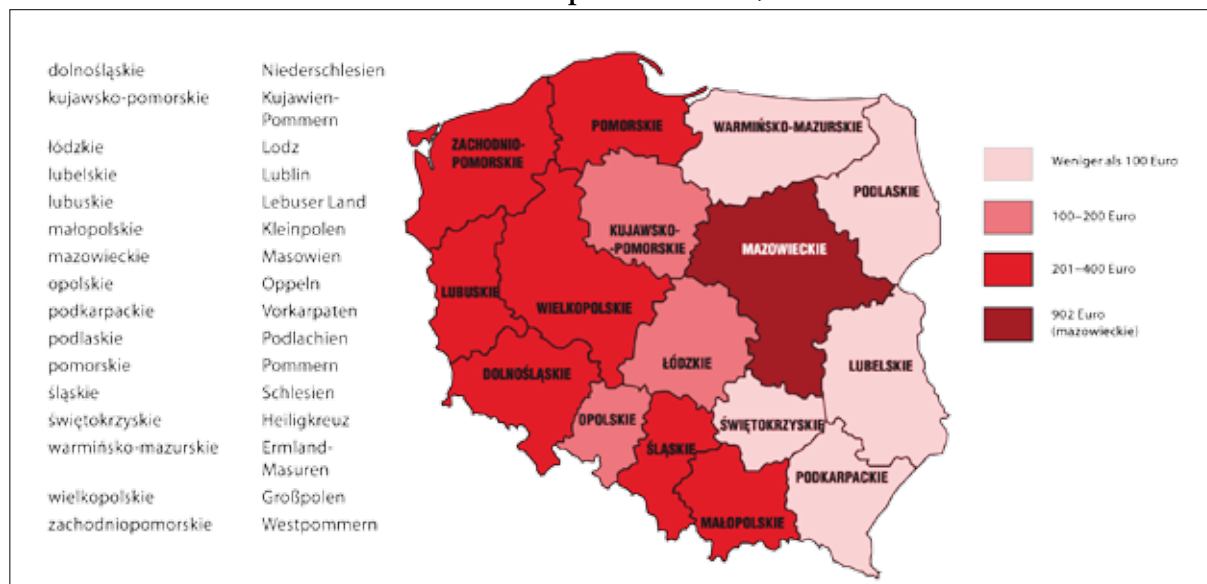 dolnośląskie Niederschlesien
kujawsko-pomorskie Kujawien-
Pommern
łódzkie Lodz
lubelskie Lublin
lubuskie Lebuser Land
małopolskie Kleinpolen
mazowieckie Masowien
opolskie Oppeln
podkarpackie Vorkarpaten
podlaskie Podlachien
pomorskie Pommern
śląskie Schlesien
świętokrzyskie Heiligkreuz
warmińsko-mazurskie Ermland-
Masuren
wielkopolskie Großpolen
zachodniopomorskie Westpommern
POMORSKIE
WARMIŃSKO-MAZURSKIE
ZACHODNIO-
POMORSKIE
PODLASKIE
KUJAWSKO-
-POMORSKIE
MAZOWIECKIE
LUBUSKIE
WIELKOPOLSKIE
ŁÓDZKIE
LUBELSKIE
DOLNOŚLĄSKIE
OPOLSKIE
ŚWIĘTOKRZYSKIE
ŚLĄSKIE
PODKARPACKIE
MAŁOPOLSKIE
Weniger als 100 Euro
100–200 Euro
201–400 Euro
902 Euro
(mazowieckie)